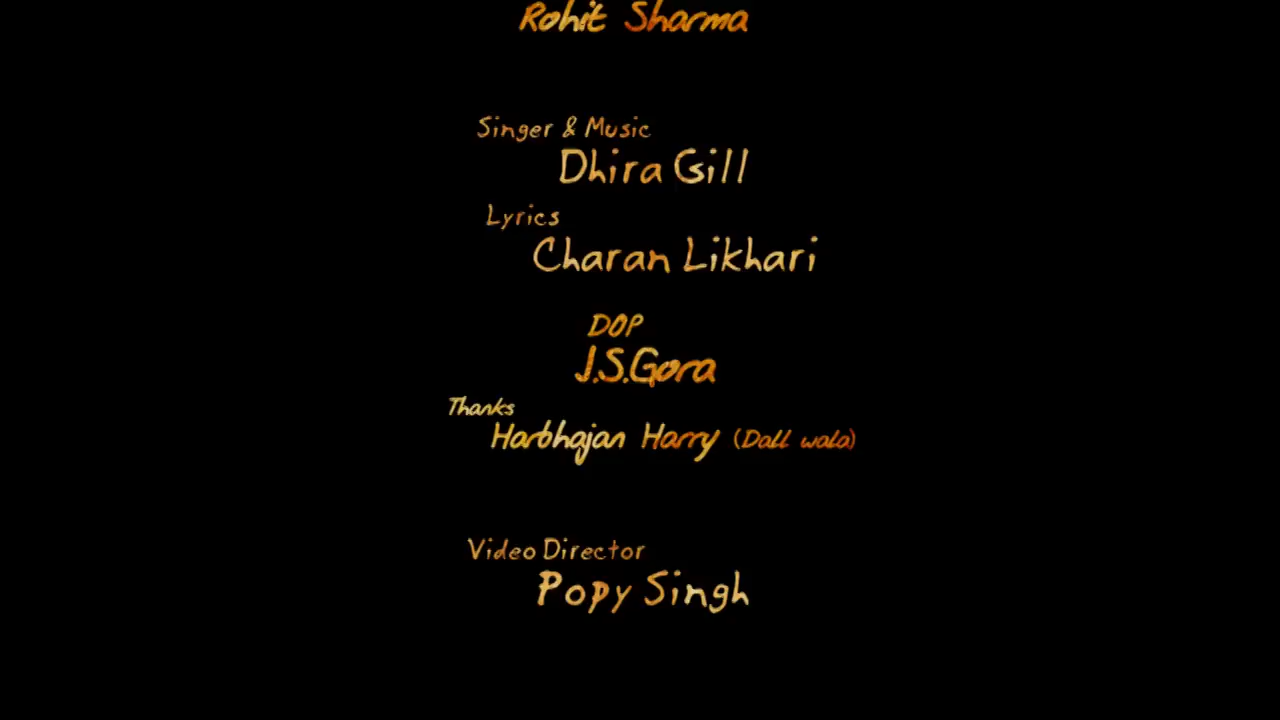 Rohit Sharma
Singer & Music
Dhira Gill
Lyrics
Charan Likhari
DOP
J.S.Gora
Thanks
Harbhajan Harry (Dall wala)
Video Director
Popy Singh